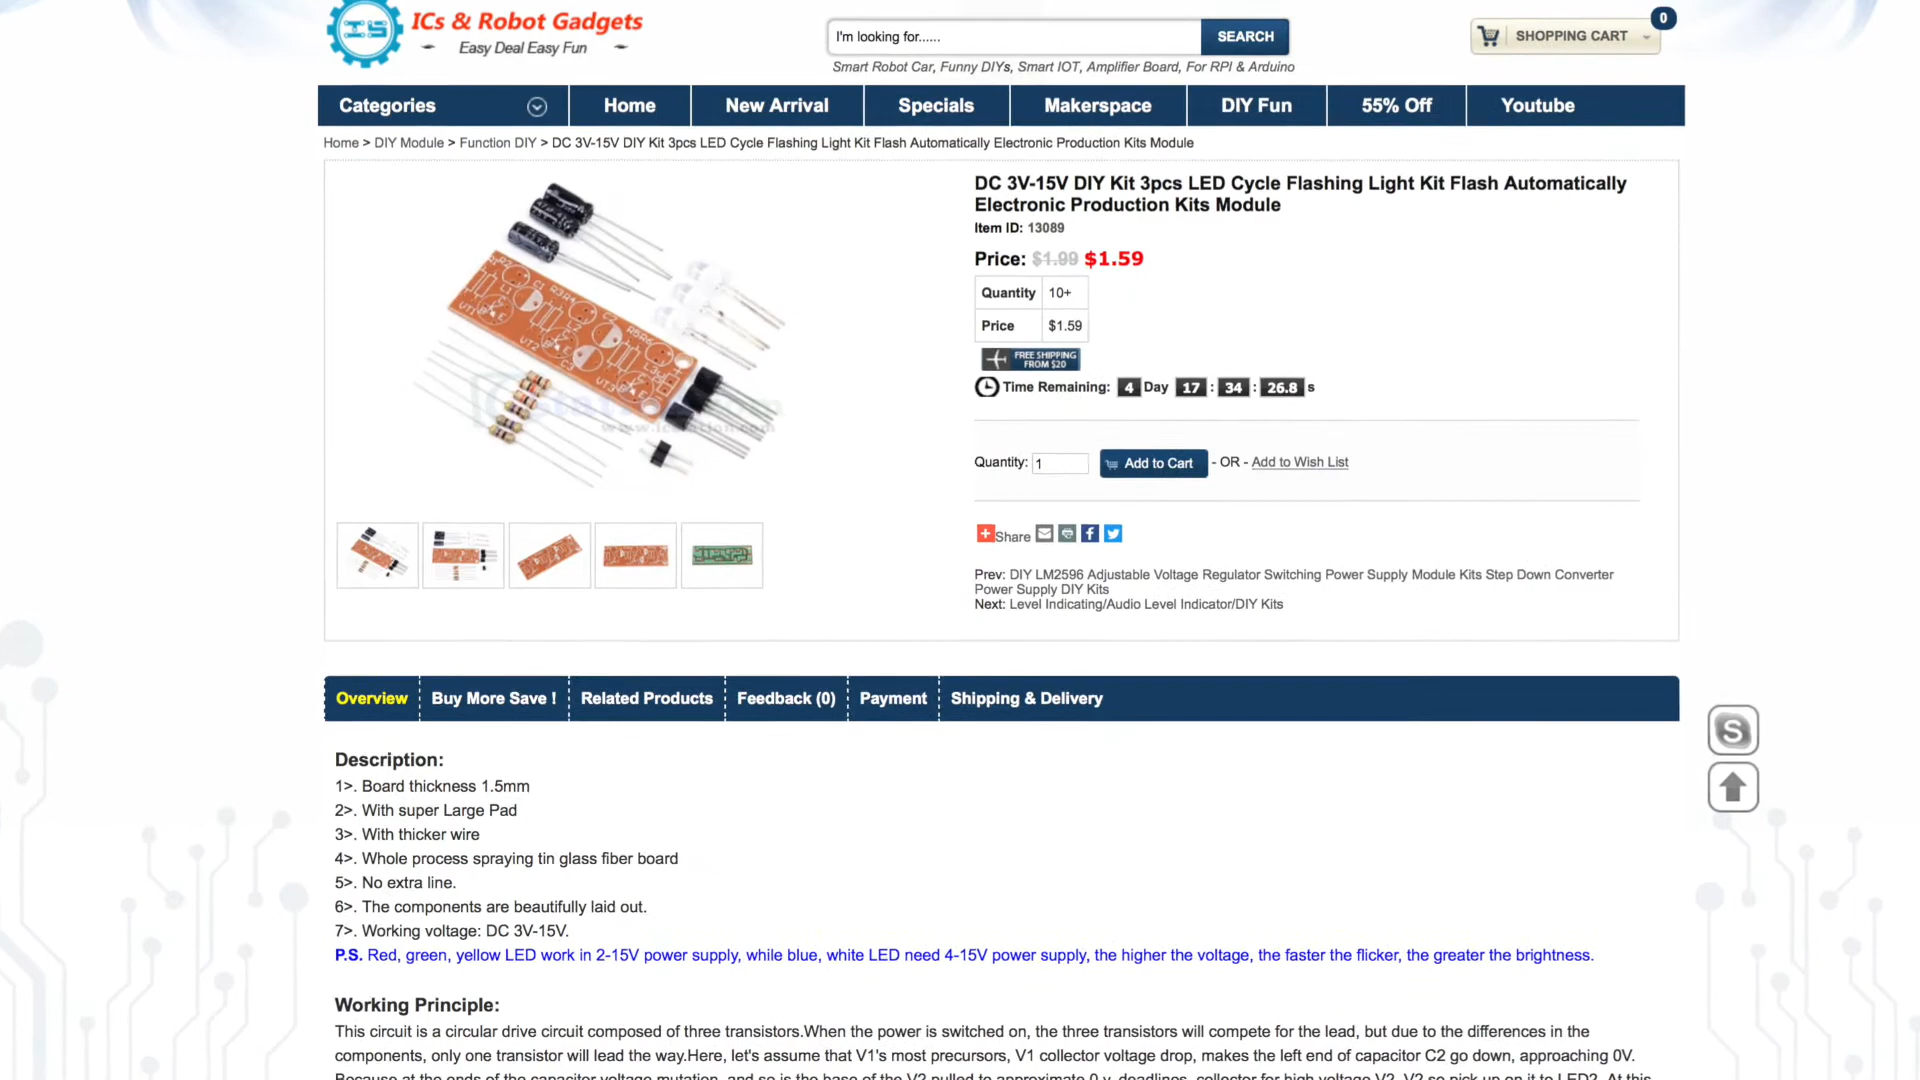 ICs & Robot Gadgets
Easy Deal Easy Fun
I'm looking for......
SEARCH
SHOPPING CART
0
Smart Robot Car, Funny DIYs, Smart IOT, Amplifier Board, For RPI & Arduino
Categories Home New Arrival Specials Makerspace DIY Fun 55% Off Youtube
Home > DIY Module > Function DIY > DC 3V-15V DIY Kit 3pcs LED Cycle Flashing Light Kit Flash Automatically Electronic Production Kits Module
DC 3V-15V DIY Kit 3pcs LED Cycle Flashing Light Kit Flash Automatically
Electronic Production Kits Module
Item ID: 13089
Price: $1.99 $1.59
Quantity 10+
Price $1.59
FREE SHIPPING
FROM $20
Time Remaining: 4 Day 17 : 34 : 26.8 s
Quantity: 1 Add to Cart - OR - Add to Wish List
Share
Prev: DIY LM2596 Adjustable Voltage Regulator Switching Power Supply Module Kits Step Down Converter
Power Supply DIY Kits
Next: Level Indicating/Audio Level Indicator/DIY Kits
Overview Buy More Save ! Related Products Feedback (0) Payment Shipping & Delivery
Description:
1>. Board thickness 1.5mm
2>. With super Large Pad
3>. With thicker wire
4>. Whole process spraying tin glass fiber board
5>. No extra line.
6>. The components are beautifully laid out.
7>. Working voltage: DC 3V-15V.
P.S. Red, green, yellow LED work in 2-15V power supply, while blue, white LED need 4-15V power supply, the higher the voltage, the faster the flicker, the greater the brightness.
Working Principle:
This circuit is a circular drive circuit composed of three transistors.When the power is switched on, the three transistors will compete for the lead, but due to the differences in the
components, only one transistor will lead the way.Here, let's assume that V1's most precursors, V1 collector voltage drop, makes the left end of capacitor C2 go down, approaching 0V.